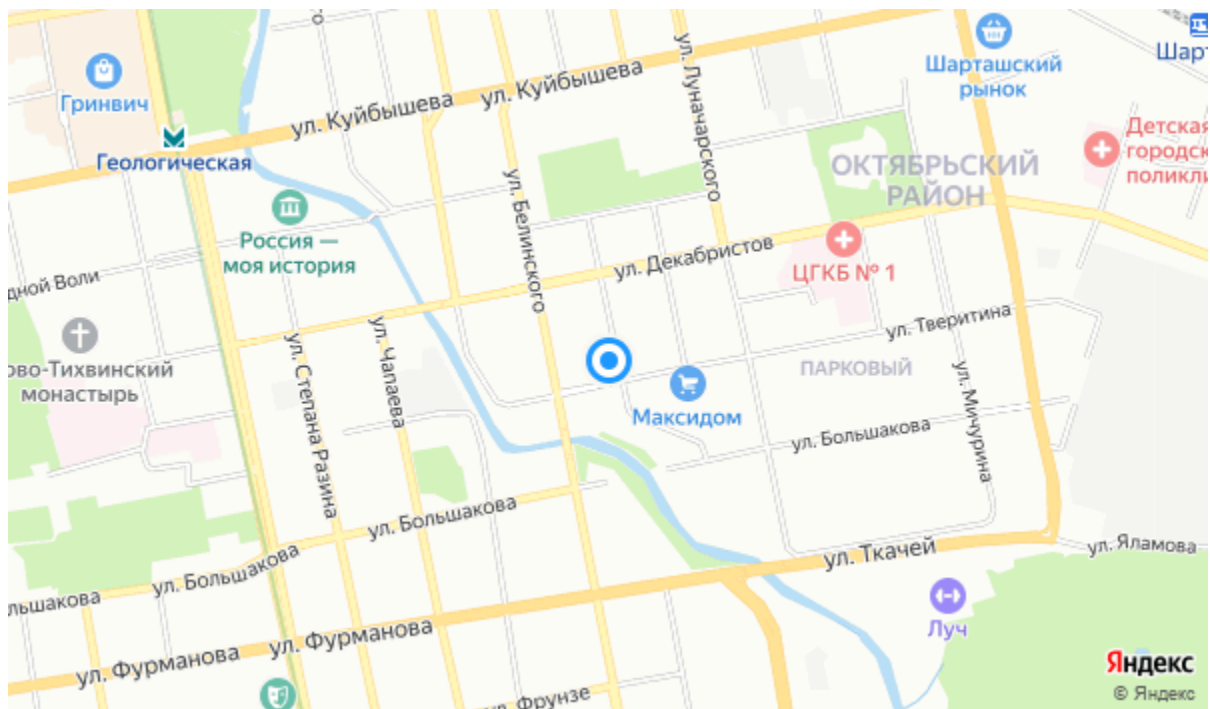 ул. Куйбышева
ул. Куйбышева
ул. Луначарского
Шарташский
рынок
Шарт
Гринвич
Геологическая
Детская
городск
поликли
ОКТЯБРЬСКИЙ
РАЙОН
ул. Белинского
Россия —
моя история
ул. Декабристов
ЦГКБ № 1
дной Воли
ул. Тверитина
ово-Тихвинский
монастырь
ул. Степана Разина
ул. Чапаева
ПАРКОВЫЙ
Максидом
ул. Мичурина
ул. Большакова
ул. Большакова
ул. Большакова
ольшакова
ул. Ткачей
ул. Яламова
Луч
ул. Фурманова
ул. Фурманова
ул. Фрунзе
Яндекс
© Яндекс